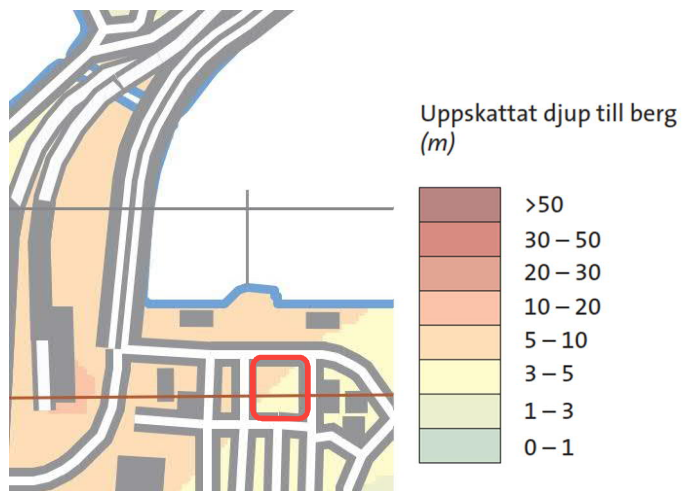 Uppskattat djup till berg
(m)
>50
30 – 50
20 – 30
10 – 20
5 – 10
3 – 5
1 – 3
0 – 1